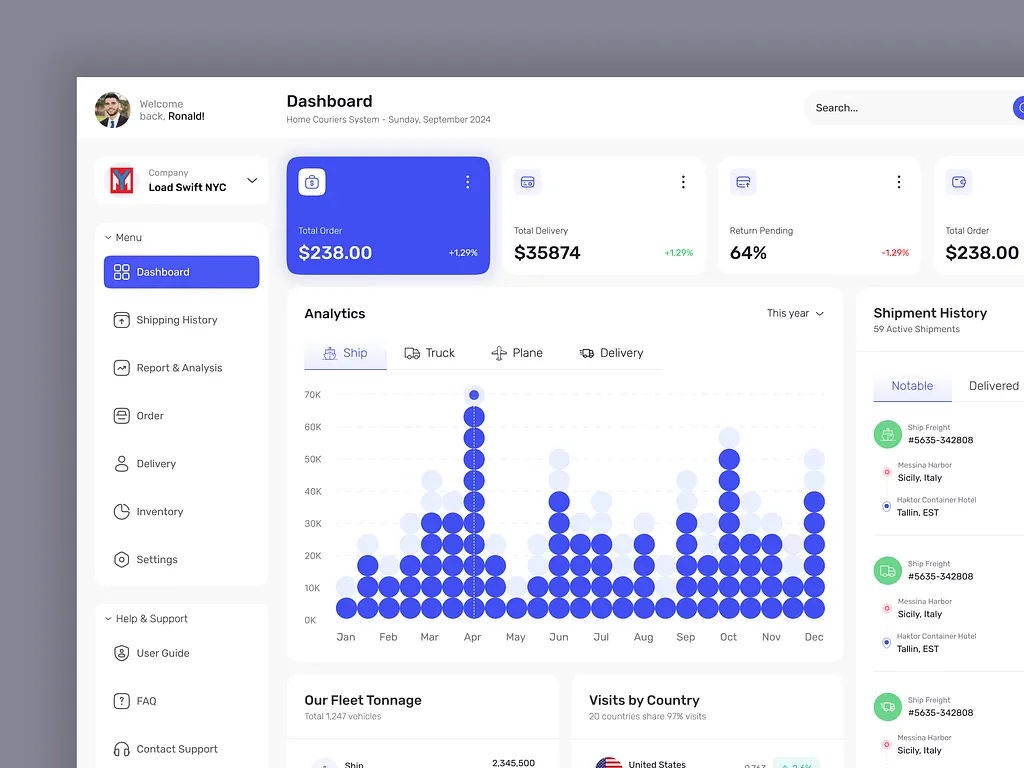 Welcome
back, Ronald!
Dashboard
Home Couriers System - Sunday, September 2024
Search...
Company
Load Swift NYC
Menu
Dashboard
Shipping History
Report & Analysis
Order
Delivery
Inventory
Settings
Help & Support
User Guide
FAQ
Contact Support
Total Order
$238.00
+1,29%
Total Delivery
$35874
+1,29%
Return Pending
64%
-1,29%
Total Order
$238.00
Analytics
This year
Ship
Truck
Plane
Delivery
70K
60K
50K
40K
30K
20K
10K
0K
Jan Feb Mar Apr May Jun Jul Aug Sep Oct Nov Dec
Shipment History
59 Active Shipments
Notable
Delivered
Ship Freight
#5635-342808
Messina Harbor
Sicily, Italy
Haktor Container Hotel
Tallin, EST
Ship Freight
#5635-342808
Messina Harbor
Sicily, Italy
Haktor Container Hotel
Tallin, EST
Ship Freight
#5635-342808
Messina Harbor
Sicily, Italy
Our Fleet Tonnage
Total 1,247 vehicles
Ship
2,345,500
Visits by Country
20 countries share 97% visits
United States